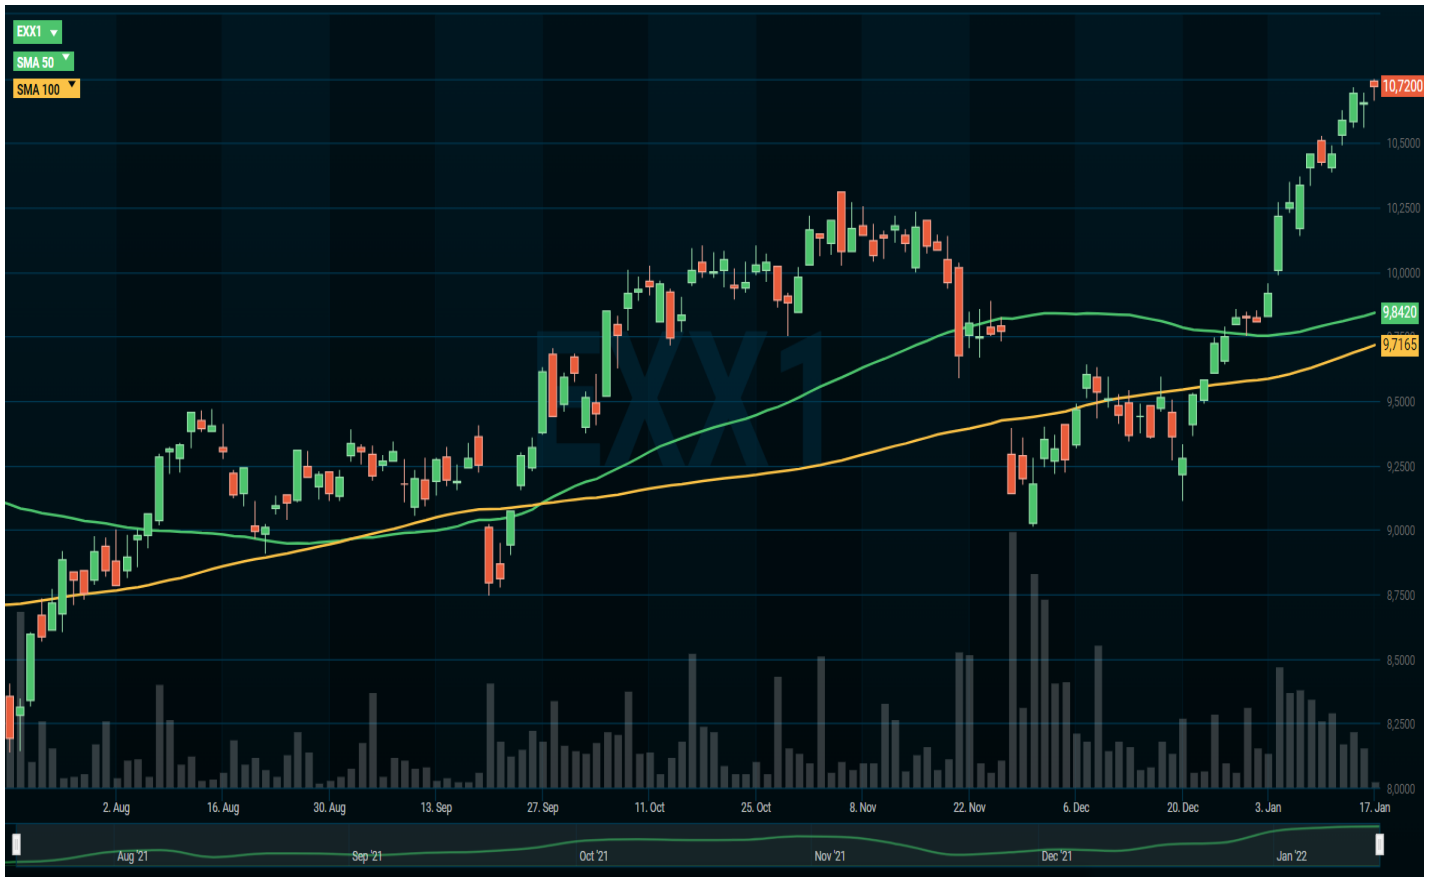 EXX1
SMA 50
SMA 100
EXX1
10,7200
10,5000
10,2500
10,0000
9,8420
9,7500
9,7165
9,5000
9,2500
9,0000
8,7500
8,5000
8,2500
8,0000
2. Aug 16. Aug 30. Aug 13. Sep 27. Sep 11. Oct 25. Oct 8. Nov 22. Nov 6. Dec 20. Dec 3. Jan 17. Jan
Aug '21 Sep '21 Oct '21 Nov '21 Dec '21 Jan '22